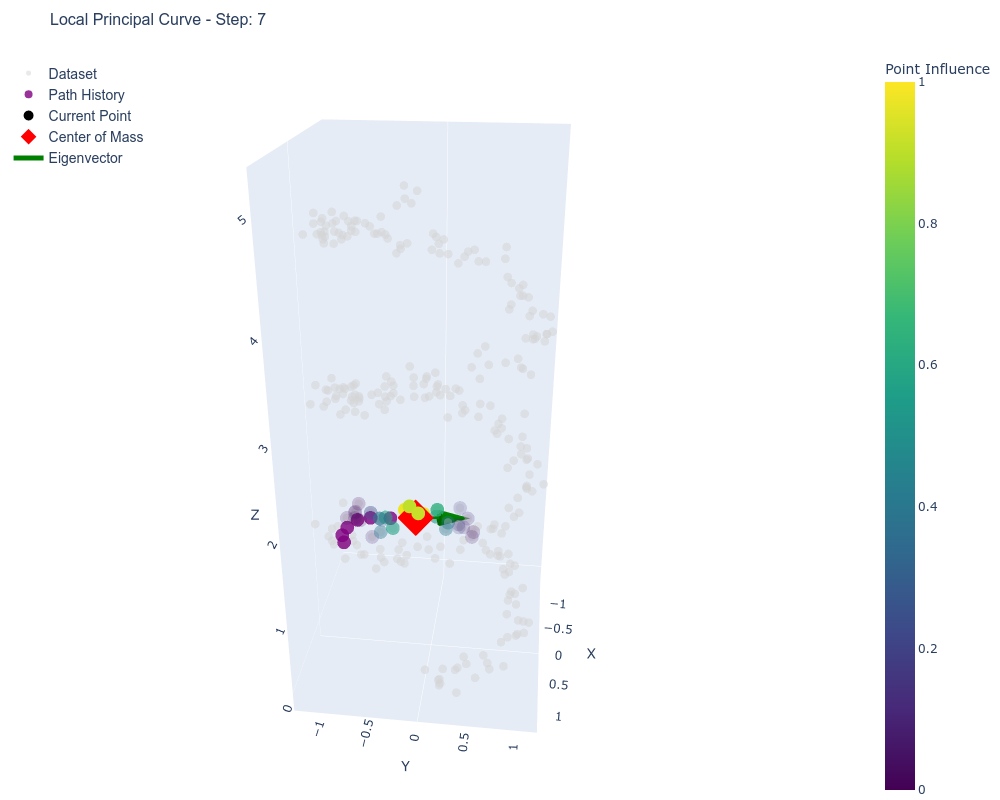 Local Principal Curve - Step: 7
Dataset
Path History
Current Point
Center of Mass
Eigenvector
Point Influence
1
0.8
0.6
0.4
0.2
0
5
4
3
Z
2
1
0
−1
−0.5
0
0.5
1
Y
−1
−0.5
0
X
0.5
1